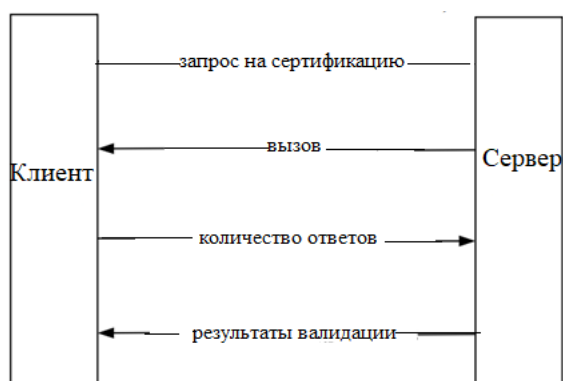 запрос на сертификацию
вызов
Клиент
Сервер
количество ответов
результаты валидации